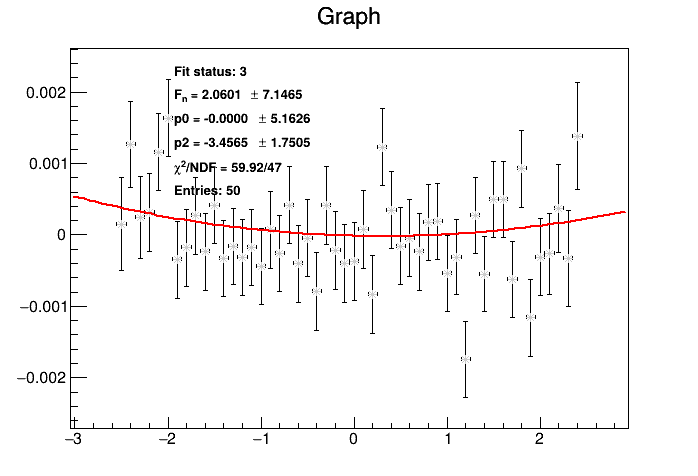 Graph
Fit status: 3
Fn = 2.0601 ± 7.1465
p0 = -0.0000 ± 5.1626
p2 = -3.4565 ± 1.7505
χ²/NDF = 59.92/47
Entries: 50
0.002
0.001
0
−0.001
−0.002
−3 −2 −1 0 1 2